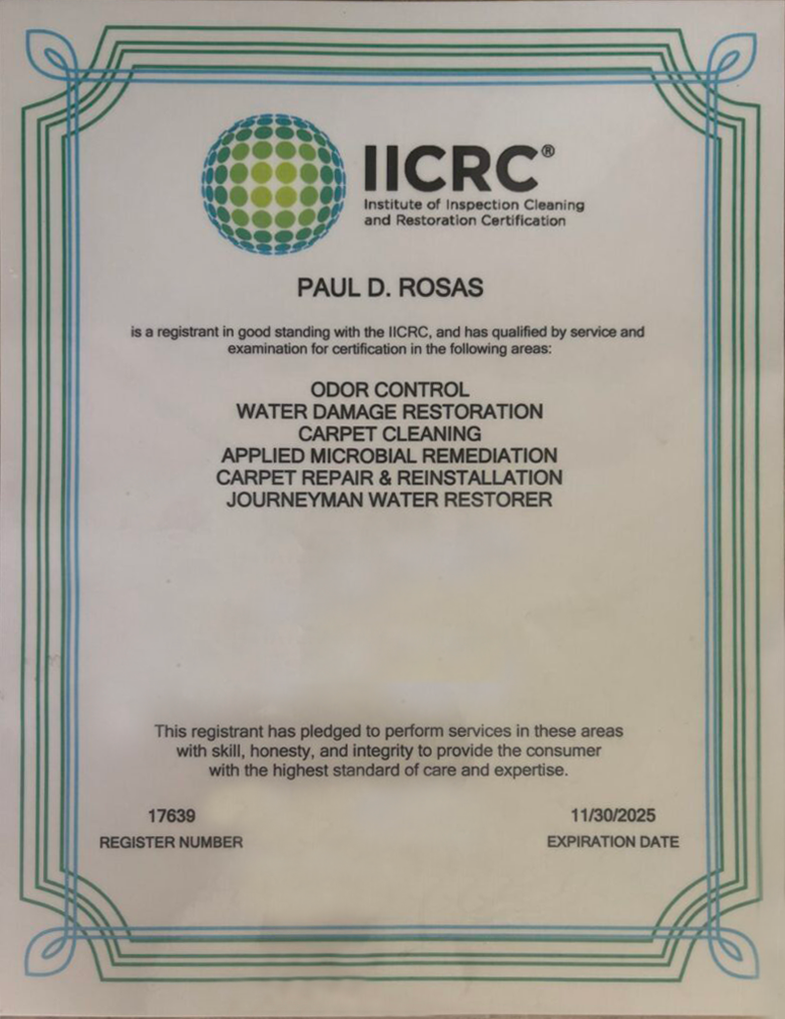 IICRC®
Institute of Inspection Cleaning
and Restoration Certification
PAUL D. ROSAS
is a registrant in good standing with the IICRC, and has qualified by service and
examination for certification in the following areas:
ODOR CONTROL
WATER DAMAGE RESTORATION
CARPET CLEANING
APPLIED MICROBIAL REMEDIATION
CARPET REPAIR & REINSTALLATION
JOURNEYMAN WATER RESTORER
This registrant has pledged to perform services in these areas
with skill, honesty, and integrity to provide the consumer
with the highest standard of care and expertise.
17639
REGISTER NUMBER
11/30/2025
EXPIRATION DATE